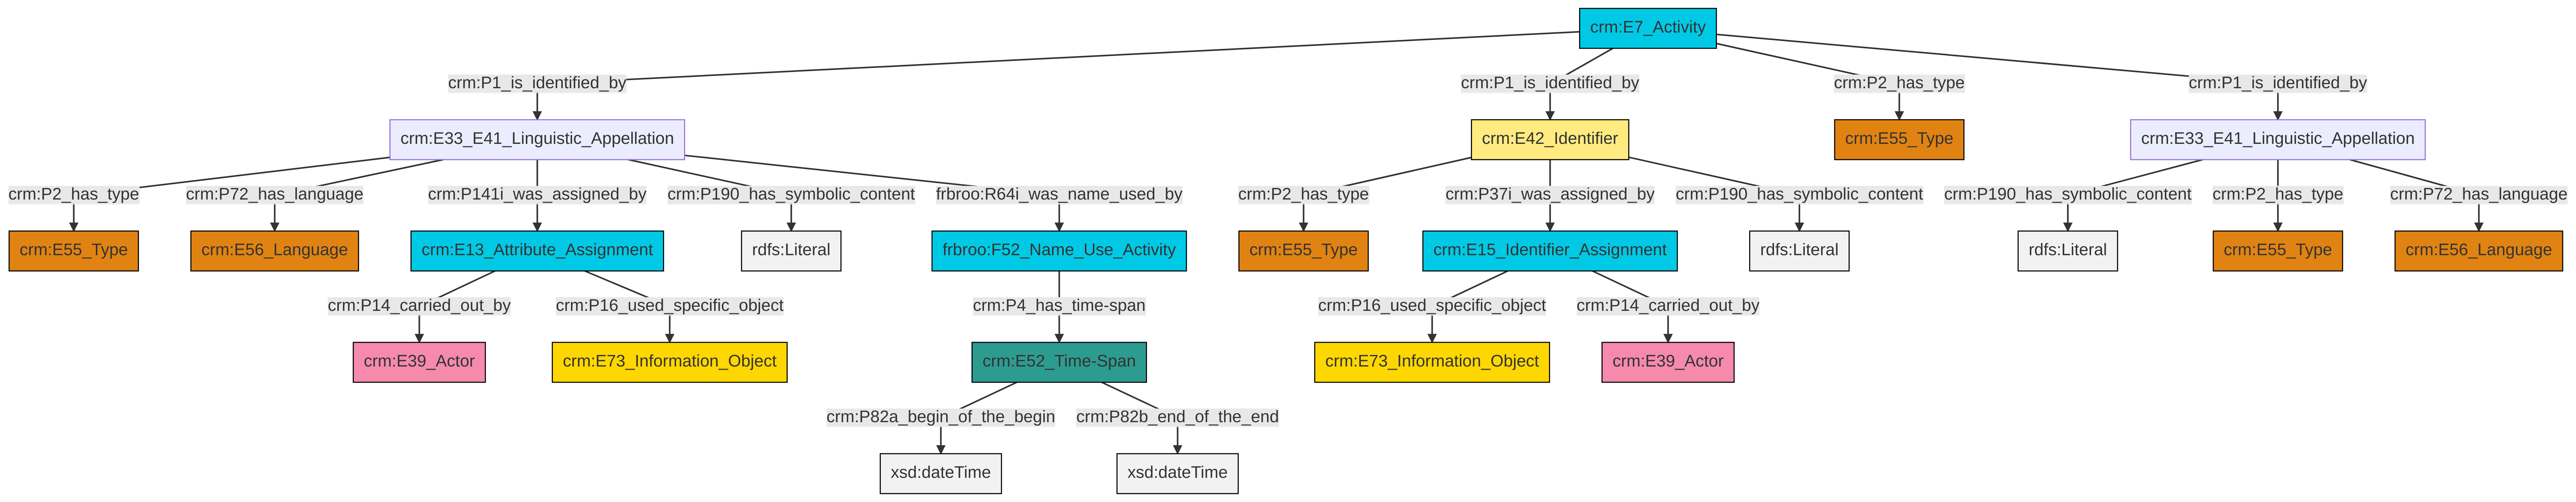 crm:E7_Activity
crm:P1_is_identified_by
crm:P1_is_identified_by
crm:P2_has_type
crm:P1_is_identified_by
crm:E33_E41_Linguistic_Appellation
crm:E42_Identifier
crm:E55_Type
crm:E33_E41_Linguistic_Appellation
crm:P2_has_type
crm:P72_has_language
crm:P141i_was_assigned_by
crm:P190_has_symbolic_content
frbroo:R64i_was_name_used_by
crm:P2_has_type
crm:P37i_was_assigned_by
crm:P190_has_symbolic_content
crm:P190_has_symbolic_content
crm:P2_has_type
crm:P72_has_language
crm:E55_Type
crm:E56_Language
crm:E13_Attribute_Assignment
rdfs:Literal
frbroo:F52_Name_Use_Activity
crm:E55_Type
crm:E15_Identifier_Assignment
rdfs:Literal
rdfs:Literal
crm:E55_Type
crm:E56_Language
crm:P14_carried_out_by
crm:P16_used_specific_object
crm:P4_has_time-span
crm:P16_used_specific_object
crm:P14_carried_out_by
crm:E39_Actor
crm:E73_Information_Object
crm:E52_Time-Span
crm:E73_Information_Object
crm:E39_Actor
crm:P82a_begin_of_the_begin
crm:P82b_end_of_the_end
xsd:dateTime
xsd:dateTime